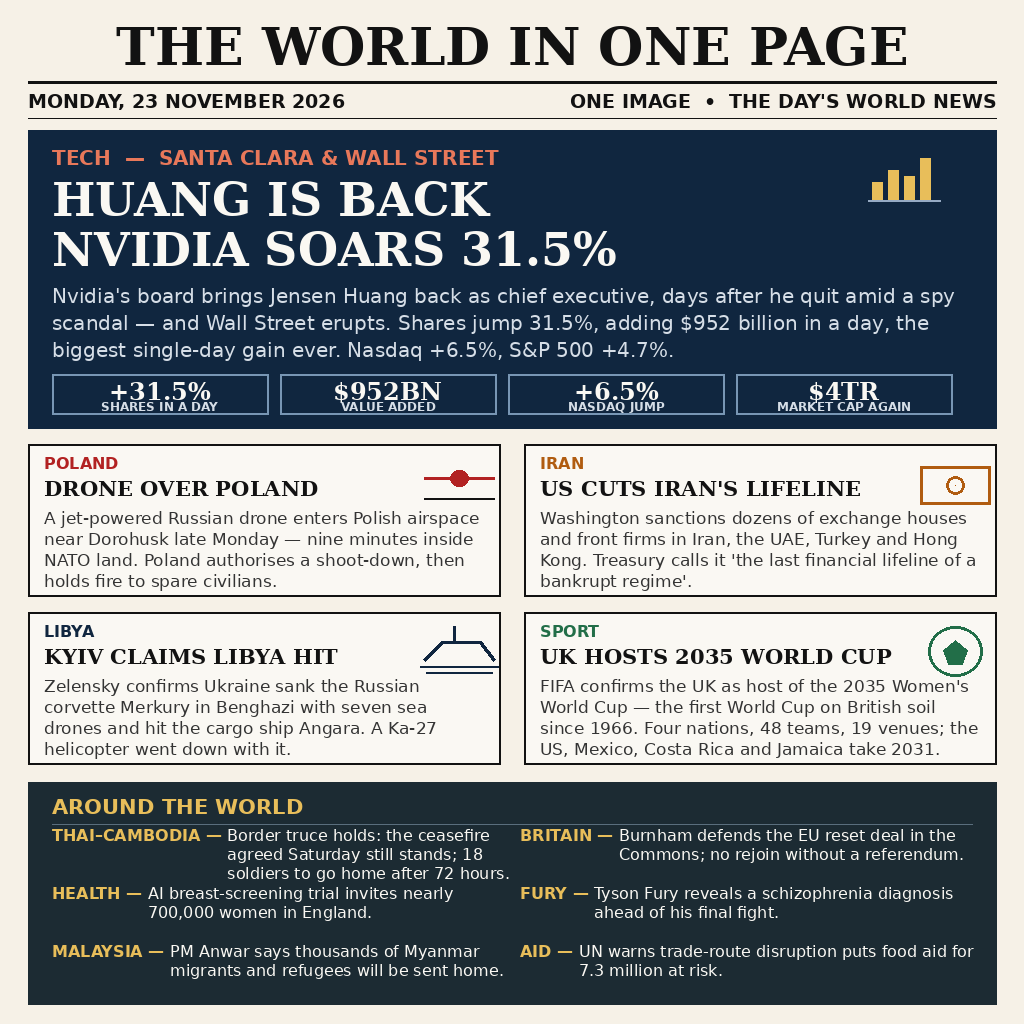 THE WORLD IN ONE PAGE
MONDAY, 23 NOVEMBER 2026
ONE IMAGE • THE DAY'S WORLD NEWS
TECH — SANTA CLARA & WALL STREET
HUANG IS BACK
NVIDIA SOARS 31.5%
Nvidia's board brings Jensen Huang back as chief executive, days after he quit amid a spy
scandal — and Wall Street erupts. Shares jump 31.5%, adding $952 billion in a day, the
biggest single-day gain ever. Nasdaq +6.5%, S&P 500 +4.7%.
+31.5%
SHARES IN A DAY
$952BN
VALUE ADDED
+6.5%
NASDAQ JUMP
$4TR
MARKET CAP AGAIN
POLAND
DRONE OVER POLAND
A jet-powered Russian drone enters Polish airspace
near Dorohusk late Monday — nine minutes inside
NATO land. Poland authorises a shoot-down, then
holds fire to spare civilians.
IRAN
US CUTS IRAN'S LIFELINE
Washington sanctions dozens of exchange houses
and front firms in Iran, the UAE, Turkey and Hong
Kong. Treasury calls it 'the last financial lifeline of a
bankrupt regime'.
LIBYA
KYIV CLAIMS LIBYA HIT
Zelensky confirms Ukraine sank the Russian
corvette Merkury in Benghazi with seven sea
drones and hit the cargo ship Angara. A Ka-27
helicopter went down with it.
SPORT
UK HOSTS 2035 WORLD CUP
FIFA confirms the UK as host of the 2035 Women's
World Cup — the first World Cup on British soil
since 1966. Four nations, 48 teams, 19 venues; the
US, Mexico, Costa Rica and Jamaica take 2031.
AROUND THE WORLD
THAI–CAMBODIA — Border truce holds: the ceasefire
agreed Saturday still stands; 18
soldiers to go home after 72 hours.
HEALTH — AI breast-screening trial invites nearly
700,000 women in England.
MALAYSIA — PM Anwar says thousands of Myanmar
migrants and refugees will be sent home.
BRITAIN — Burnham defends the EU reset deal in the
Commons; no rejoin without a referendum.
FURY — Tyson Fury reveals a schizophrenia diagnosis
ahead of his final fight.
AID — UN warns trade-route disruption puts food aid for
7.3 million at risk.